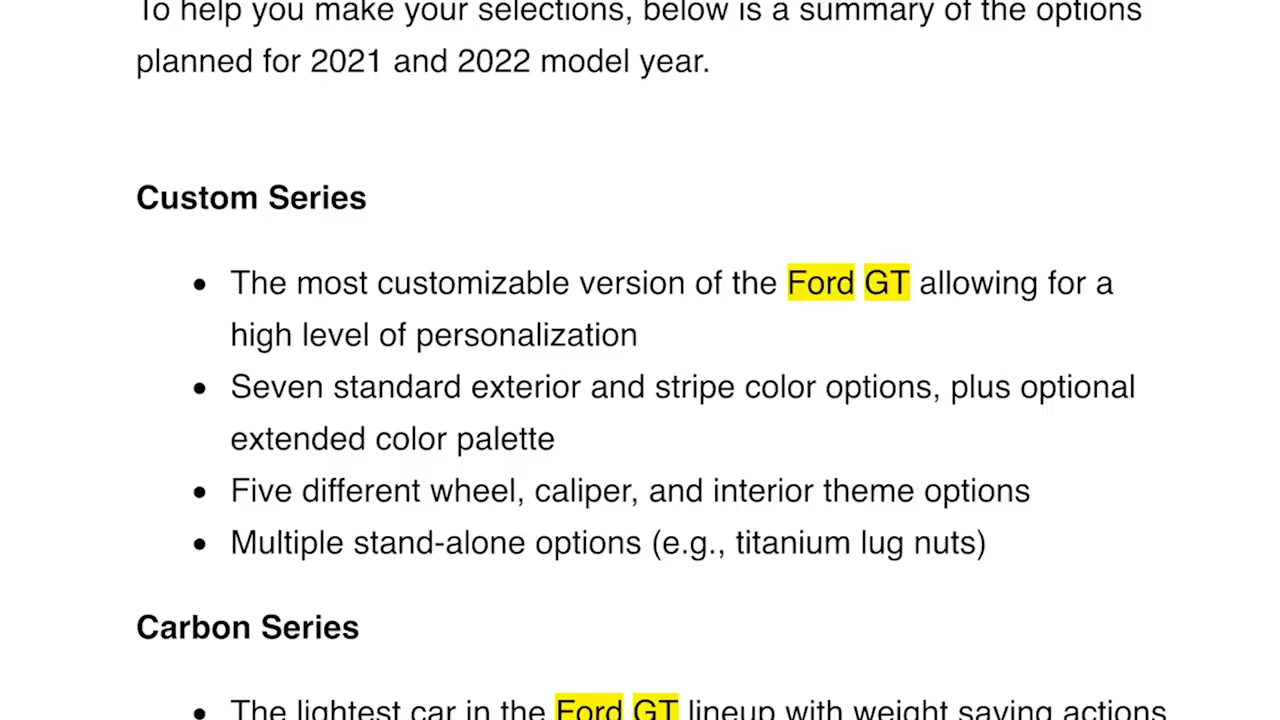 To help you make your selections, below is a summary of the options
planned for 2021 and 2022 model year.
Custom Series
• The most customizable version of the Ford GT allowing for a
high level of personalization
• Seven standard exterior and stripe color options, plus optional
extended color palette
• Five different wheel, caliper, and interior theme options
• Multiple stand-alone options (e.g., titanium lug nuts)
Carbon Series
• The lightest car in the Ford GT lineup with weight saving actions